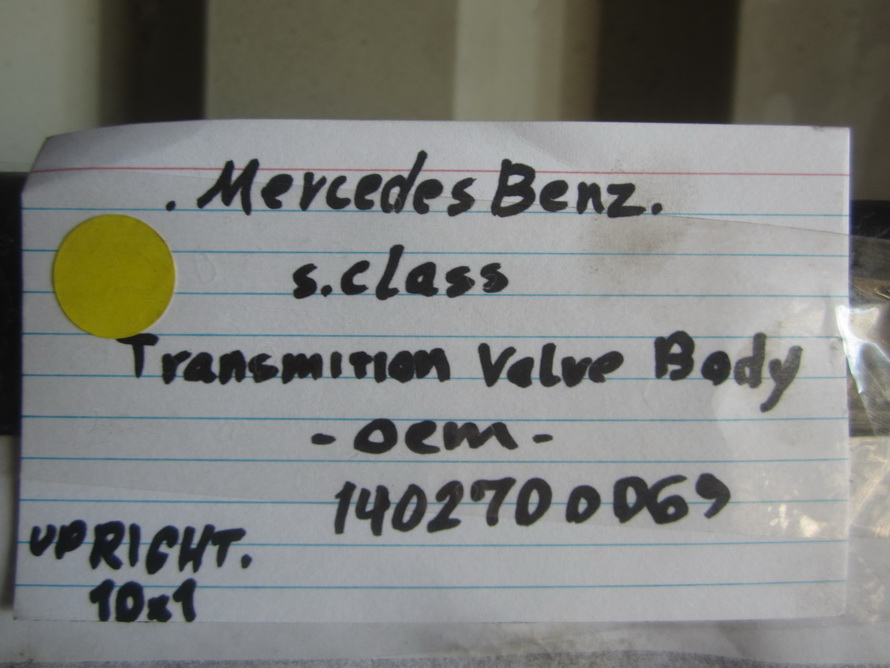 . Mercedes Benz.
s.class
Transmition Valve Body
- oem -
1402700069
UPRIGHT.
10x1